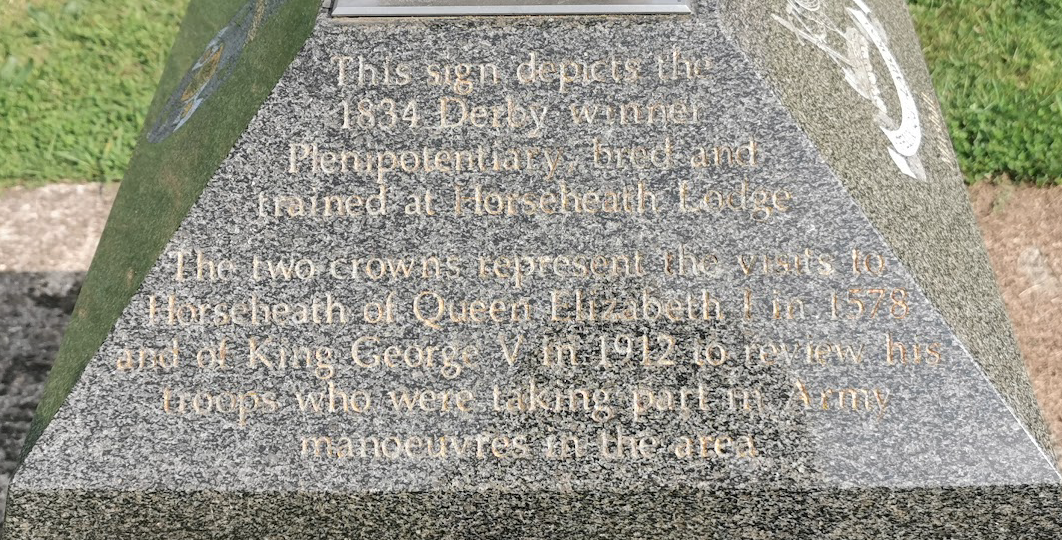 This sign depicts the
1834 Derby winner
Plenipotentiary, bred and
trained at Horseheath Lodge
The two crowns represent the visits to
Horseheath of Queen Elizabeth I in 1578
and of King George V in 1912 to review his
troops who were taking part in Army
manoeuvres in the area